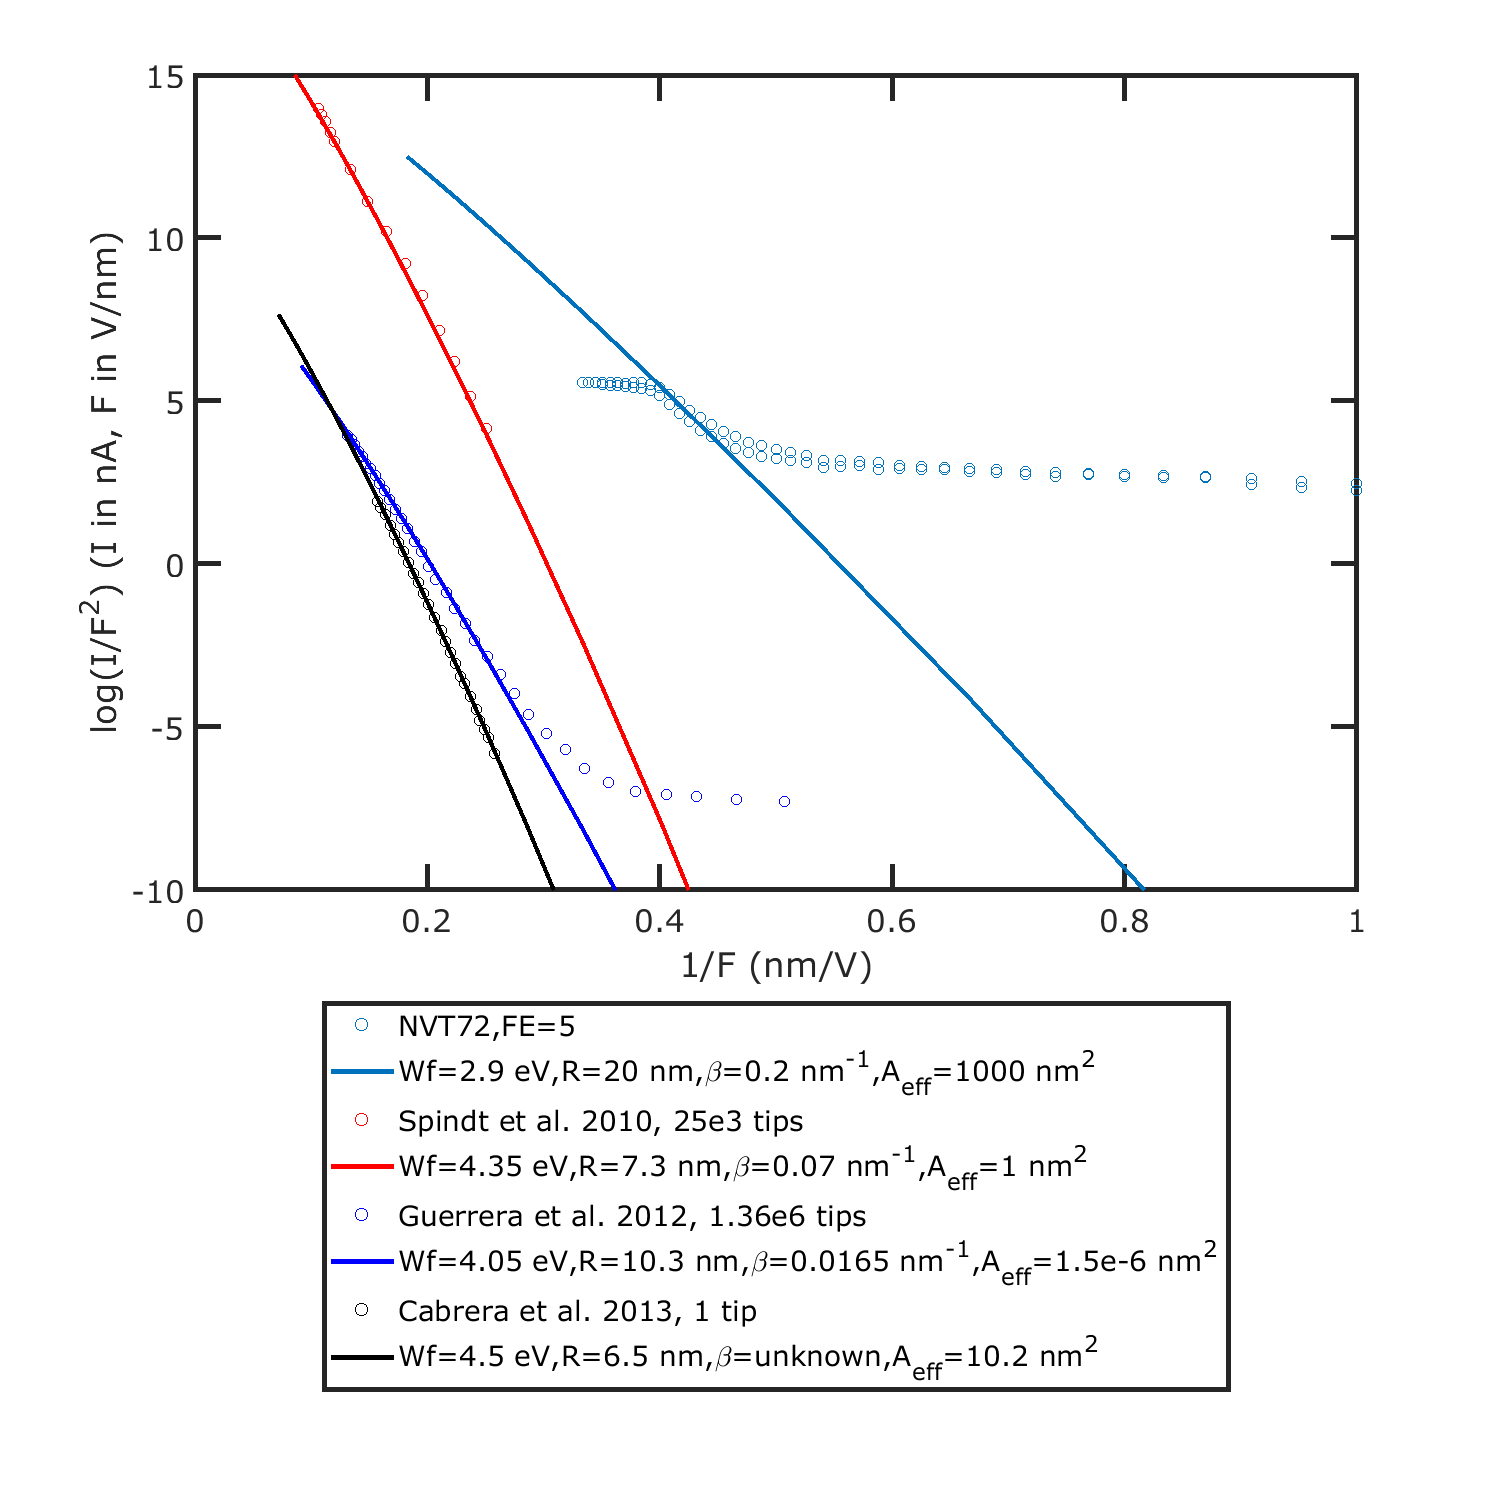 15
10
5
0
-5
-10
log(I/F²) (I in nA, F in V/nm)
0 0.2 0.4 0.6 0.8 1
1/F (nm/V)
NVT72,FE=5
Wf=2.9 eV,R=20 nm,β=0.2 nm⁻¹,A_eff=1000 nm²
Spindt et al. 2010, 25e3 tips
Wf=4.35 eV,R=7.3 nm,β=0.07 nm⁻¹,A_eff=1 nm²
Guerrera et al. 2012, 1.36e6 tips
Wf=4.05 eV,R=10.3 nm,β=0.0165 nm⁻¹,A_eff=1.5e-6 nm²
Cabrera et al. 2013, 1 tip
Wf=4.5 eV,R=6.5 nm,β=unknown,A_eff=10.2 nm²